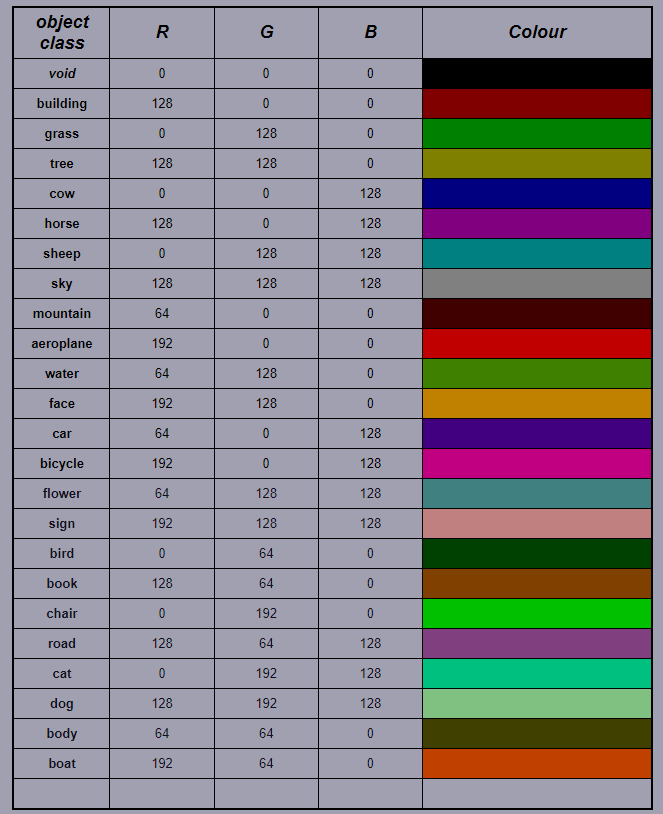 object class R G B Colour
void 0 0 0
building 128 0 0
grass 0 128 0
tree 128 128 0
cow 0 0 128
horse 128 0 128
sheep 0 128 128
sky 128 128 128
mountain 64 0 0
aeroplane 192 0 0
water 64 128 0
face 192 128 0
car 64 0 128
bicycle 192 0 128
flower 64 128 128
sign 192 128 128
bird 0 64 0
book 128 64 0
chair 0 192 0
road 128 64 128
cat 0 192 128
dog 128 192 128
body 64 64 0
boat 192 64 0